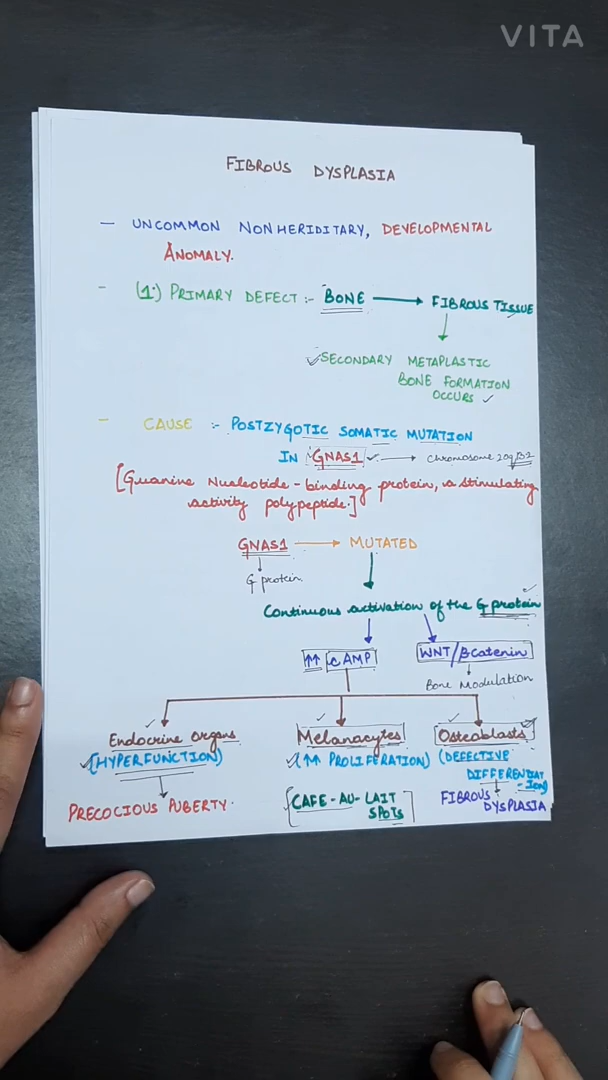 VITA
FIBROUS DYSPLASIA
- UNCOMMON NONHERIDITARY, DEVELOPMENTAL
ANOMALY.
- (1.) PRIMARY DEFECT :- BONE → FIBROUS TISSUE
↓
✓SECONDARY METAPLASTIC
BONE FORMATION
OCCURS ✓
- CAUSE :- POSTZYGOTIC SOMATIC MUTATION
IN GNAS1 ✓ → Chromosome 20q13.2
[Guanine Nucleotide-binding protein, α stimulating
activity polypeptide.]
GNAS1 → MUTATED
↓
G protein.
Continuous activation of the G protein
↑↑ cAMP WNT/βcatenin
Bone Modulation
Endocrine organs Melanocytes Osteoblasts
(HYPERFUNCTION) (↑↑ PROLIFERATION) (DEFECTIVE
DIFFERENTIAT
-ION)
PRECOCIOUS PUBERTY. [CAFE-AU-LAIT FIBROUS
SPOTS] DYSPLASIA